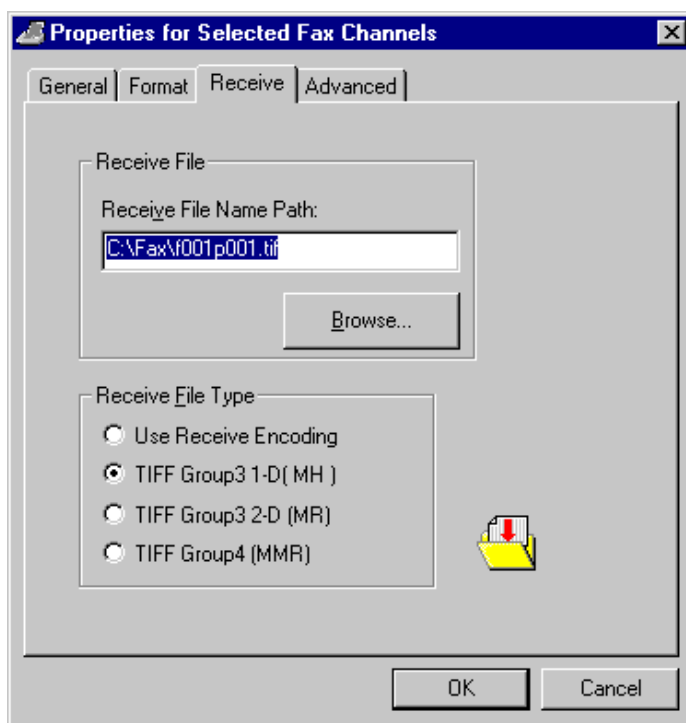 Properties for Selected Fax Channels
General Format Receive Advanced
Receive File
Receive File Name Path:
C:\Fax\f001p001.tif
Browse...
Receive File Type
Use Receive Encoding
TIFF Group3 1-D( MH )
TIFF Group3 2-D (MR)
TIFF Group4 (MMR)
OK Cancel